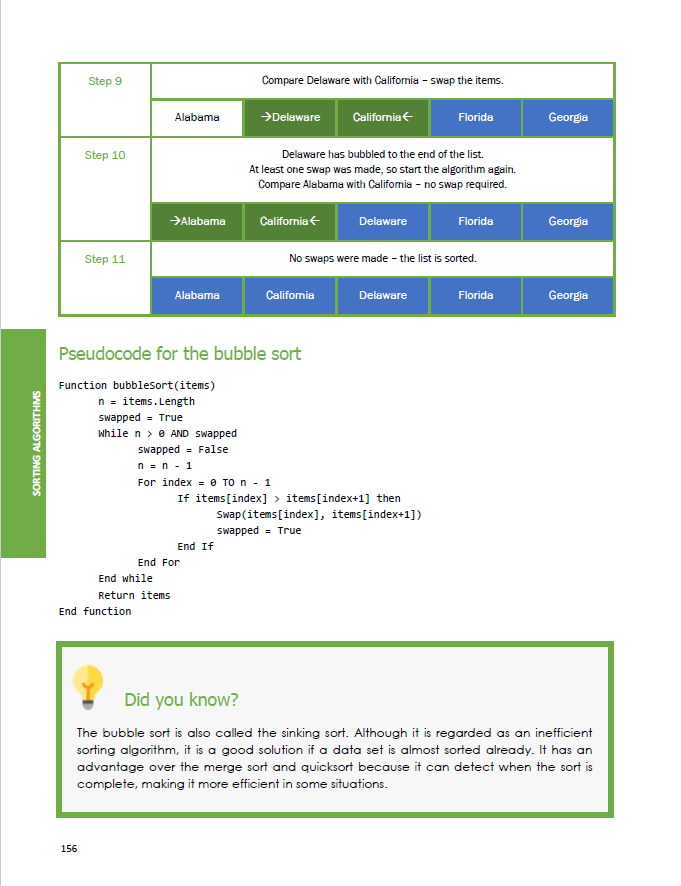 Step 9
Compare Delaware with California – swap the items.
Alabama →Delaware California← Florida Georgia
Step 10
Delaware has bubbled to the end of the list.
At least one swap was made, so start the algorithm again.
Compare Alabama with California – no swap required.
→Alabama California← Delaware Florida Georgia
Step 11
No swaps were made – the list is sorted.
Alabama California Delaware Florida Georgia
SORTING ALGORITHMS
Pseudocode for the bubble sort
Function bubbleSort(items)
n = items.Length
swapped = True
While n > 0 AND swapped
swapped = False
n = n - 1
For index = 0 TO n - 1
If items[index] > items[index+1] then
Swap(items[index], items[index+1])
swapped = True
End If
End For
End while
Return items
End function
Did you know?
The bubble sort is also called the sinking sort. Although it is regarded as an inefficient
sorting algorithm, it is a good solution if a data set is almost sorted already. It has an
advantage over the merge sort and quicksort because it can detect when the sort is
complete, making it more efficient in some situations.
156